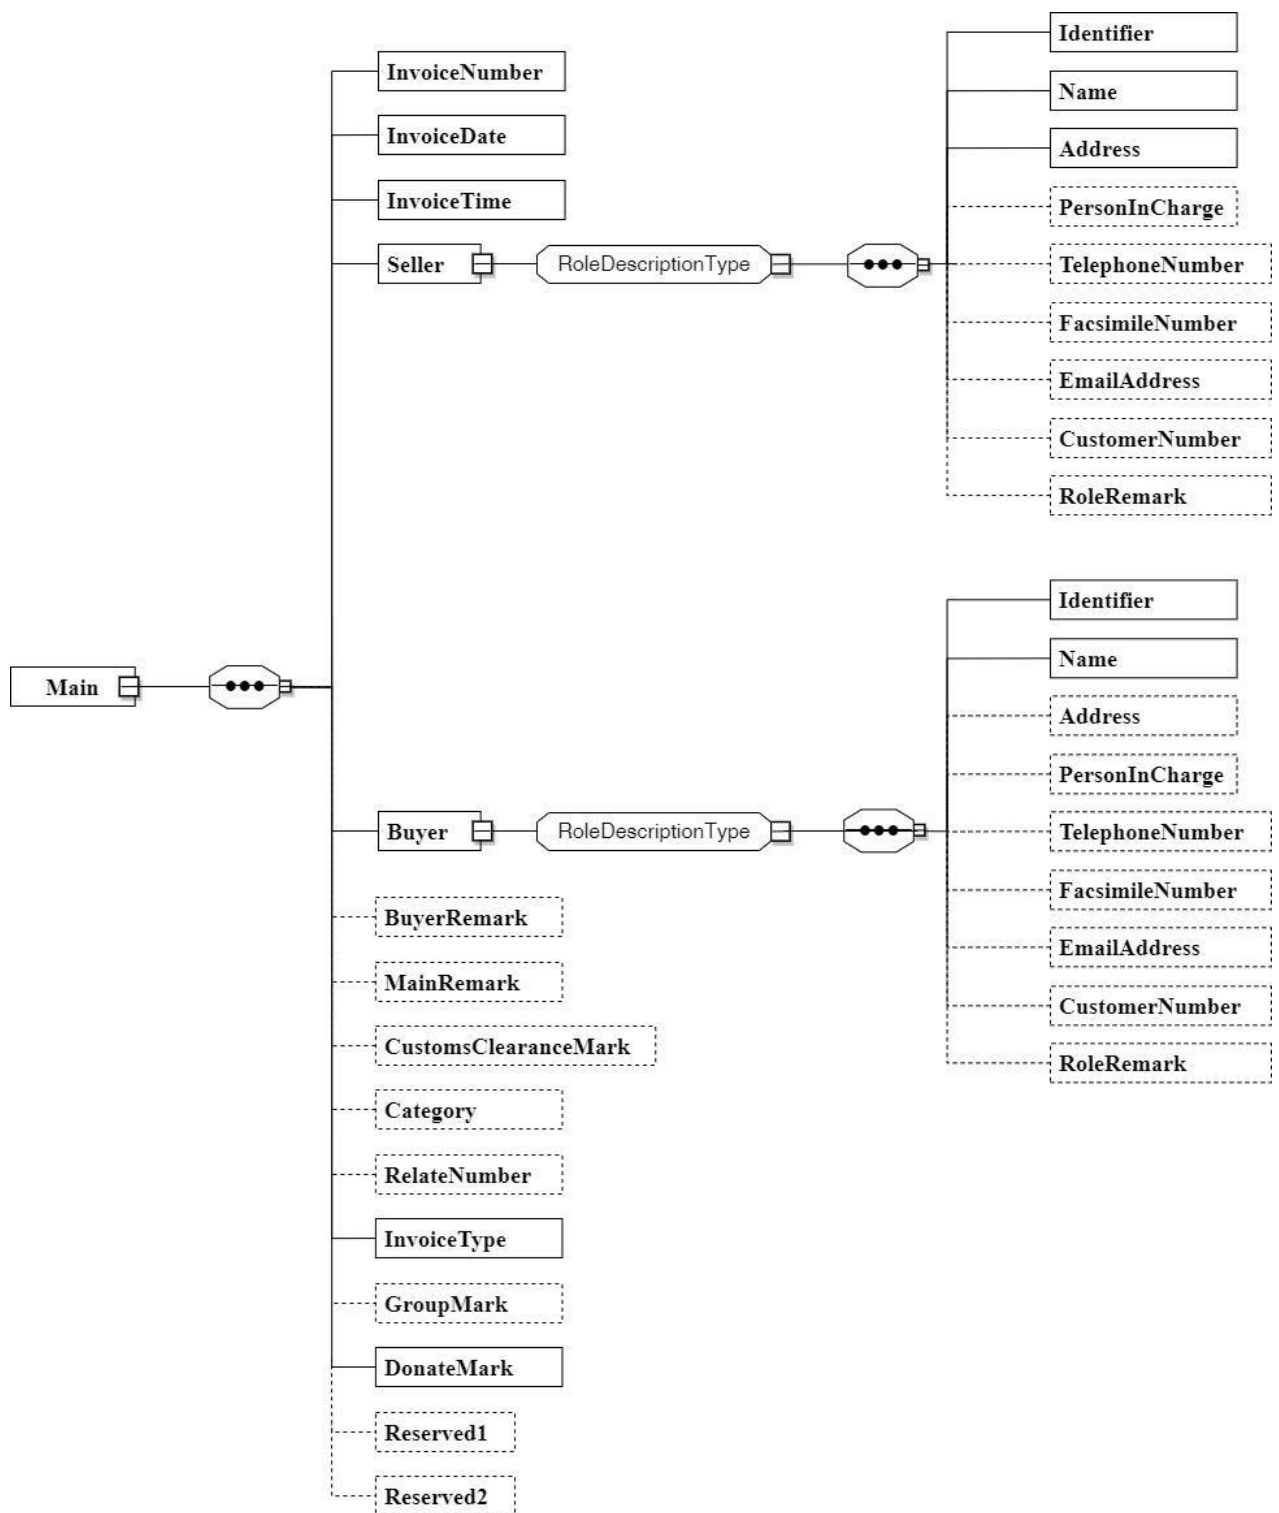 Main
InvoiceNumber
InvoiceDate
InvoiceTime
Seller
RoleDescriptionType
Identifier
Name
Address
PersonInCharge
TelephoneNumber
FacsimileNumber
EmailAddress
CustomerNumber
RoleRemark
Buyer
RoleDescriptionType
Identifier
Name
Address
PersonInCharge
TelephoneNumber
FacsimileNumber
EmailAddress
CustomerNumber
RoleRemark
BuyerRemark
MainRemark
CustomsClearanceMark
Category
RelateNumber
InvoiceType
GroupMark
DonateMark
Reserved1
Reserved2